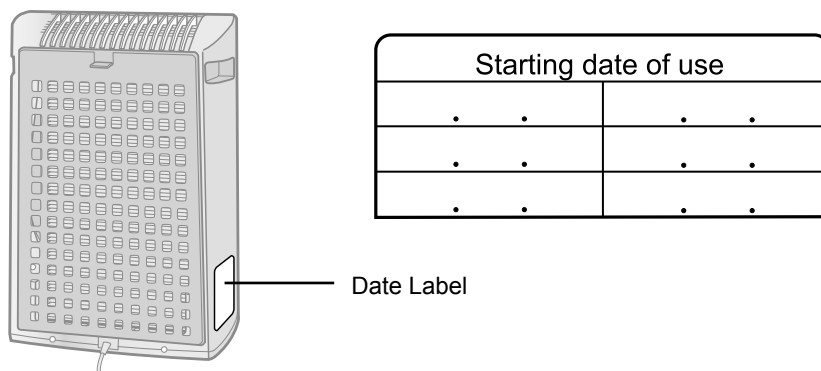 Starting date of use
. . . .
. . . .
. . . .
Date Label